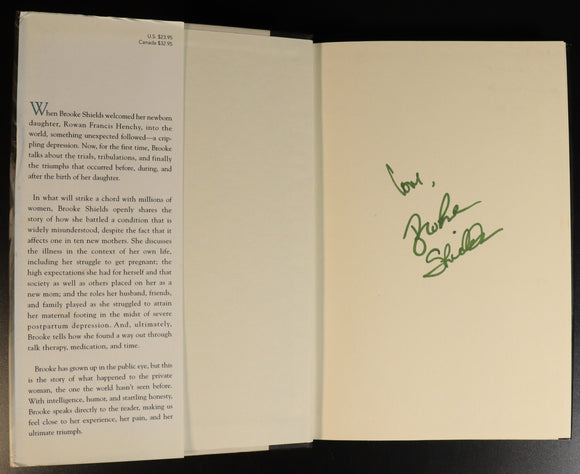 U.S. $23.95
Canada $32.95
When Brooke Shields welcomed her newborn
daughter, Rowan Francis Henchy, into the
world, something unexpected followed—a crip-
pling depression. Now, for the first time, Brooke
talks about the trials, tribulations, and finally
the triumphs that occurred before, during, and
after the birth of her daughter.
In what will strike a chord with millions of
women, Brooke Shields openly shares the
story of how she battled a condition that is
widely misunderstood, despite the fact that it
affects one in ten new mothers. She discusses
the illness in the context of her own life,
including her struggle to get pregnant; the
high expectations she had for herself and that
society as well as others placed on her as a
new mom; and the roles her husband, friends,
and family played as she struggled to attain
her maternal footing in the midst of severe
postpartum depression. And, ultimately,
Brooke tells how she found a way out through
talk therapy, medication, and time.
Brooke has grown up in the public eye, but this
is the story of what happened to the private
woman, the one the world hasn't seen before.
With intelligence, humor, and startling honesty,
Brooke speaks directly to the reader, making us
feel close to her experience, her pain, and her
ultimate triumph.
Love,
Brooke
Shields